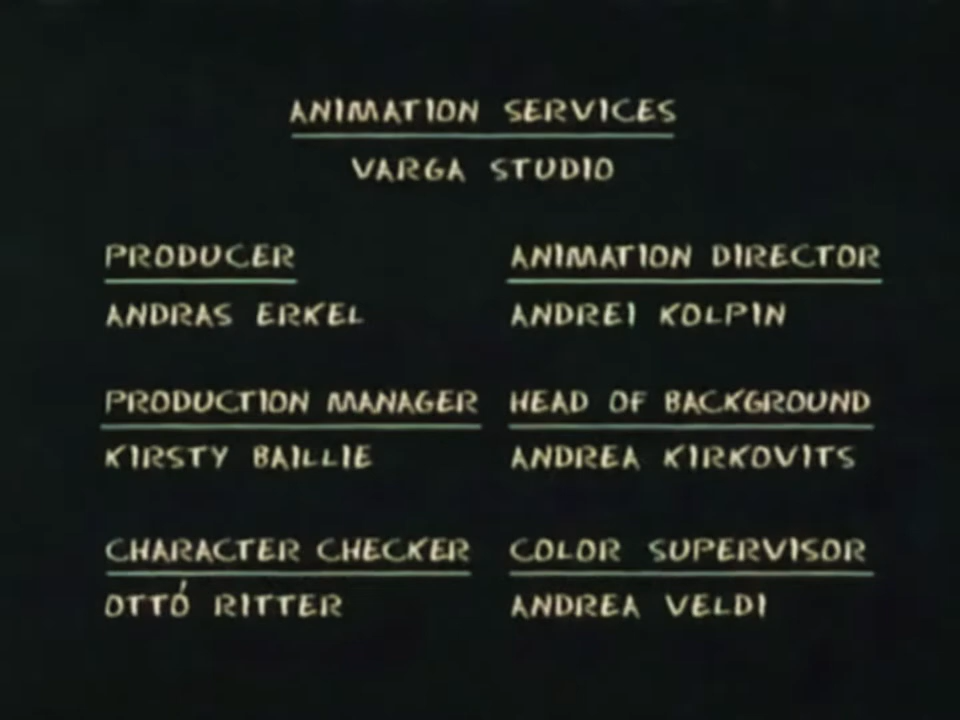 ANIMATION SERVICES
VARGA STUDIO
PRODUCER
ANDRAS ERKEL
ANIMATION DIRECTOR
ANDREI KOLPIN
PRODUCTION MANAGER
KIRSTY BAILLIE
HEAD OF BACKGROUND
ANDREA KIRKOVITS
CHARACTER CHECKER
OTTÓ RITTER
COLOR SUPERVISOR
ANDREA VELDI